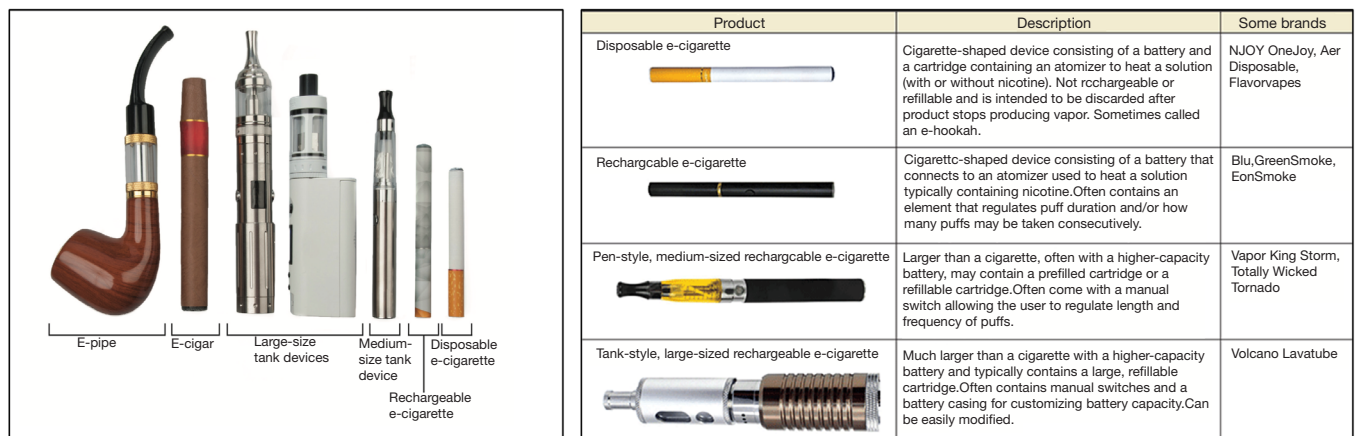 E-pipe
E-cigar
Large-size
tank devices
Medium-
size tank
device
Rechargeable
e-cigarette
Disposable
e-cigarette
Product
Description
Some brands
Disposable e-cigarette
Cigarette-shaped device consisting of a battery and
a cartridge containing an atomizer to heat a solution
(with or without nicotine). Not rcchargeable or
refillable and is intended to be discarded after
product stops producing vapor. Sometimes called
an e-hookah.
NJOY OneJoy, Aer
Disposable,
Flavorvapes
Rechargcable e-cigarette
Cigarettc-shaped device consisting of a battery that
connects to an atomizer used to heat a solution
typically containing nicotine.Often contains an
element that regulates puff duration and/or how
many puffs may be taken consecutively.
Blu,GreenSmoke,
EonSmoke
Pen-style, medium-sized rechargcable e-cigarette
Larger than a cigarette, often with a higher-capacity
battery, may contain a prefilled cartridge or a
refillable cartridge.Often come with a manual
switch allowing the user to regulate length and
frequency of puffs.
Vapor King Storm,
Totally Wicked
Tornado
Tank-style, large-sized rechargeable e-cigarette
Much larger than a cigarette with a higher-capacity
battery and typically contains a large, refillable
cartridge.Often contains manual switches and a
battery casing for customizing battery capacity.Can
be easily modified.
Volcano Lavatube